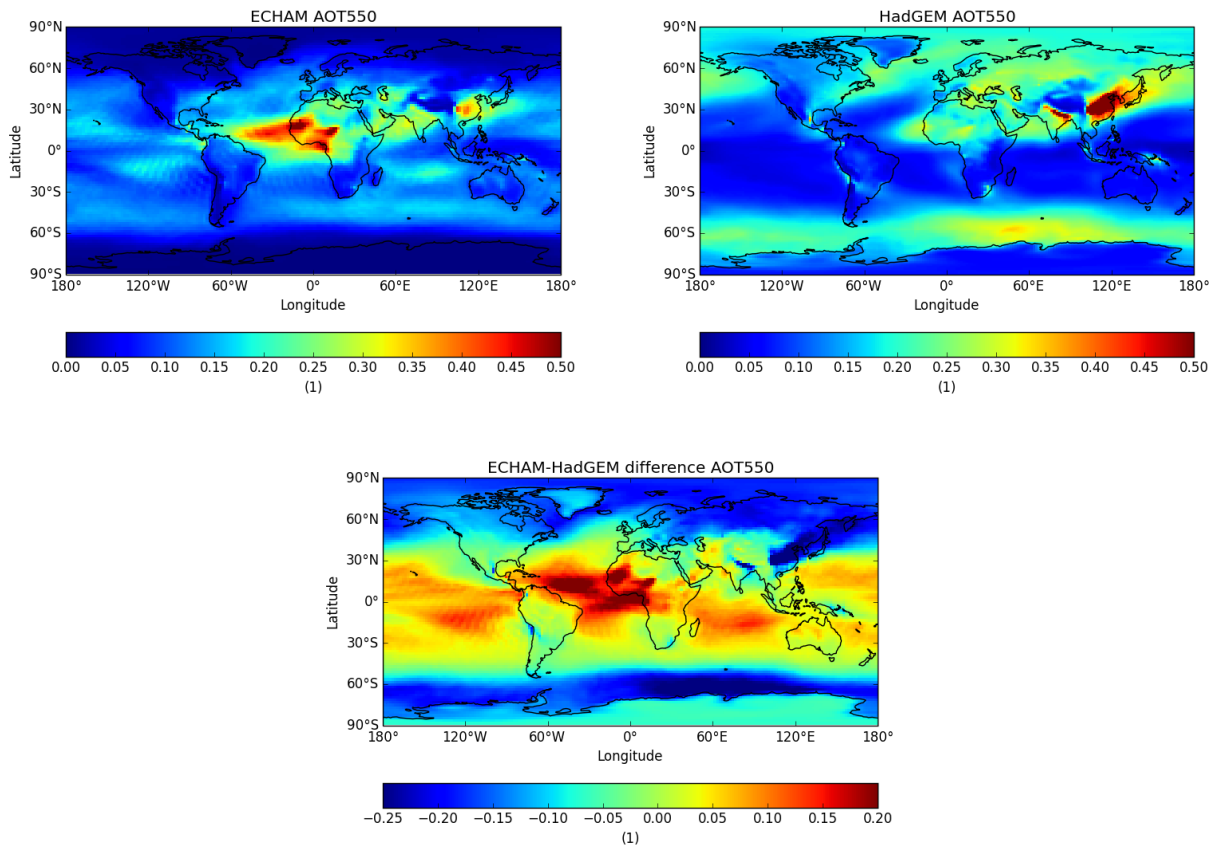 ECHAM AOT550
90°N
60°N
30°N
0°
30°S
60°S
90°S
Latitude
180° 120°W 60°W 0° 60°E 120°E 180°
Longitude
0.00 0.05 0.10 0.15 0.20 0.25 0.30 0.35 0.40 0.45 0.50
(1)
HadGEM AOT550
90°N
60°N
30°N
0°
30°S
60°S
90°S
Latitude
180° 120°W 60°W 0° 60°E 120°E 180°
Longitude
0.00 0.05 0.10 0.15 0.20 0.25 0.30 0.35 0.40 0.45 0.50
(1)
ECHAM-HadGEM difference AOT550
90°N
60°N
30°N
0°
30°S
60°S
90°S
Latitude
180° 120°W 60°W 0° 60°E 120°E 180°
Longitude
−0.25 −0.20 −0.15 −0.10 −0.05 0.00 0.05 0.10 0.15 0.20
(1)